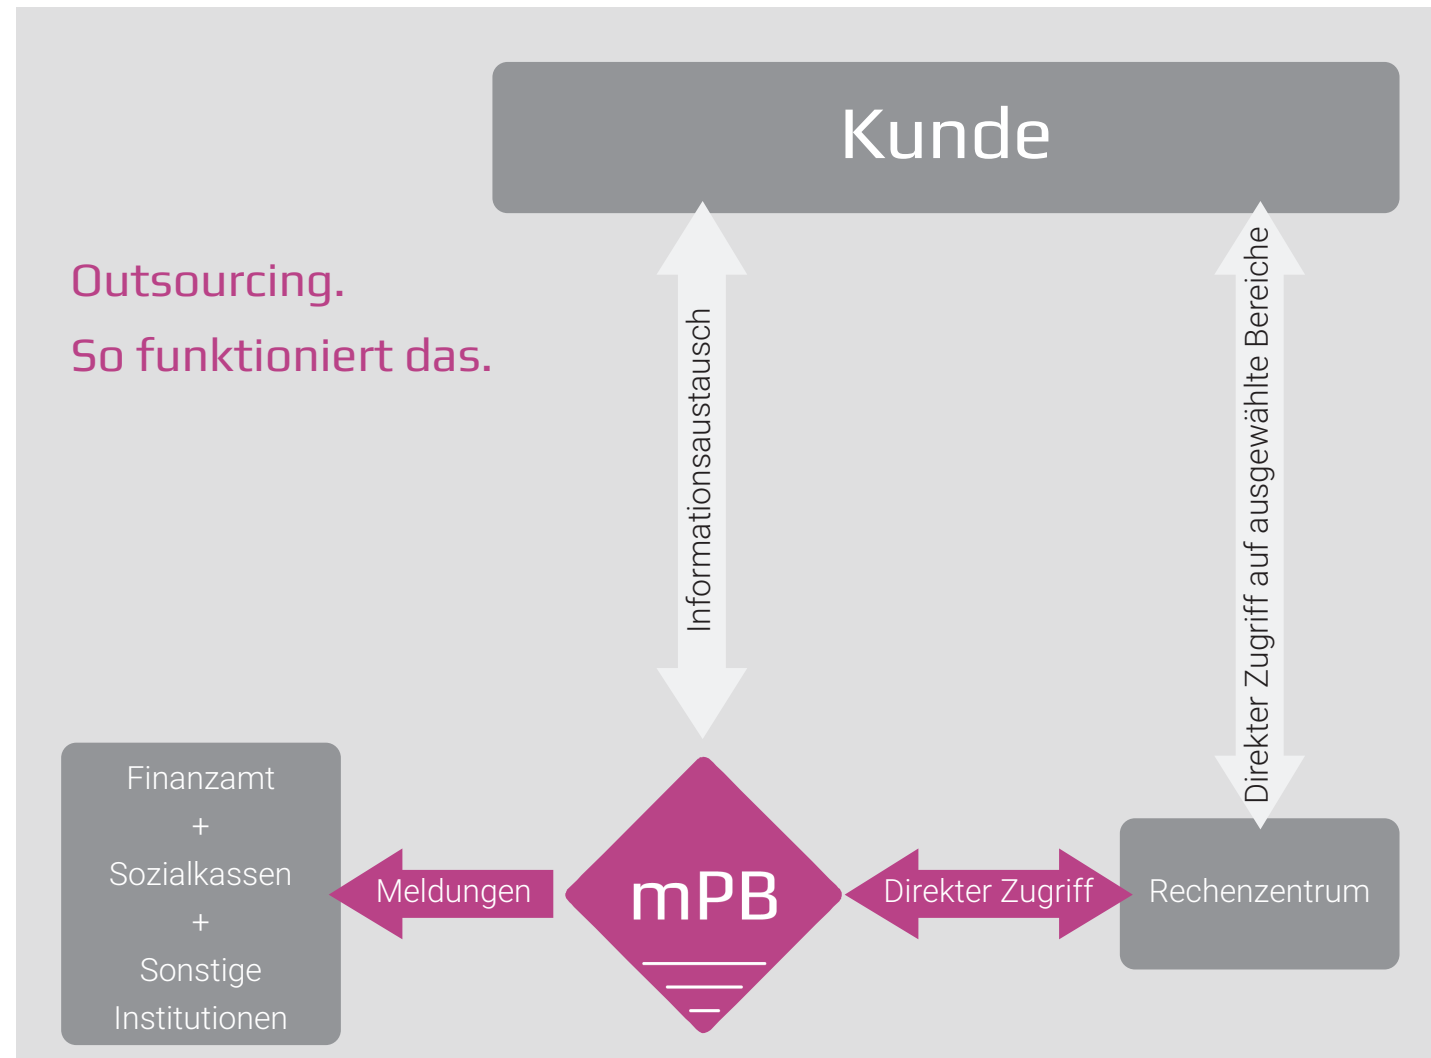 Kunde
Outsourcing.
So funktioniert das.
Informationsaustausch
Direkter Zugriff auf ausgewählte Bereiche
Finanzamt
+
Sozialkassen
+
Sonstige
Institutionen
Meldungen
mPB
Direkter Zugriff
Rechenzentrum